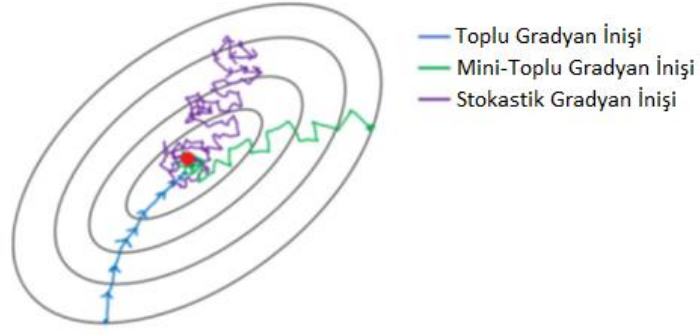 Toplu Gradyan İnişi
Mini-Toplu Gradyan İnişi
Stokastik Gradyan İnişi